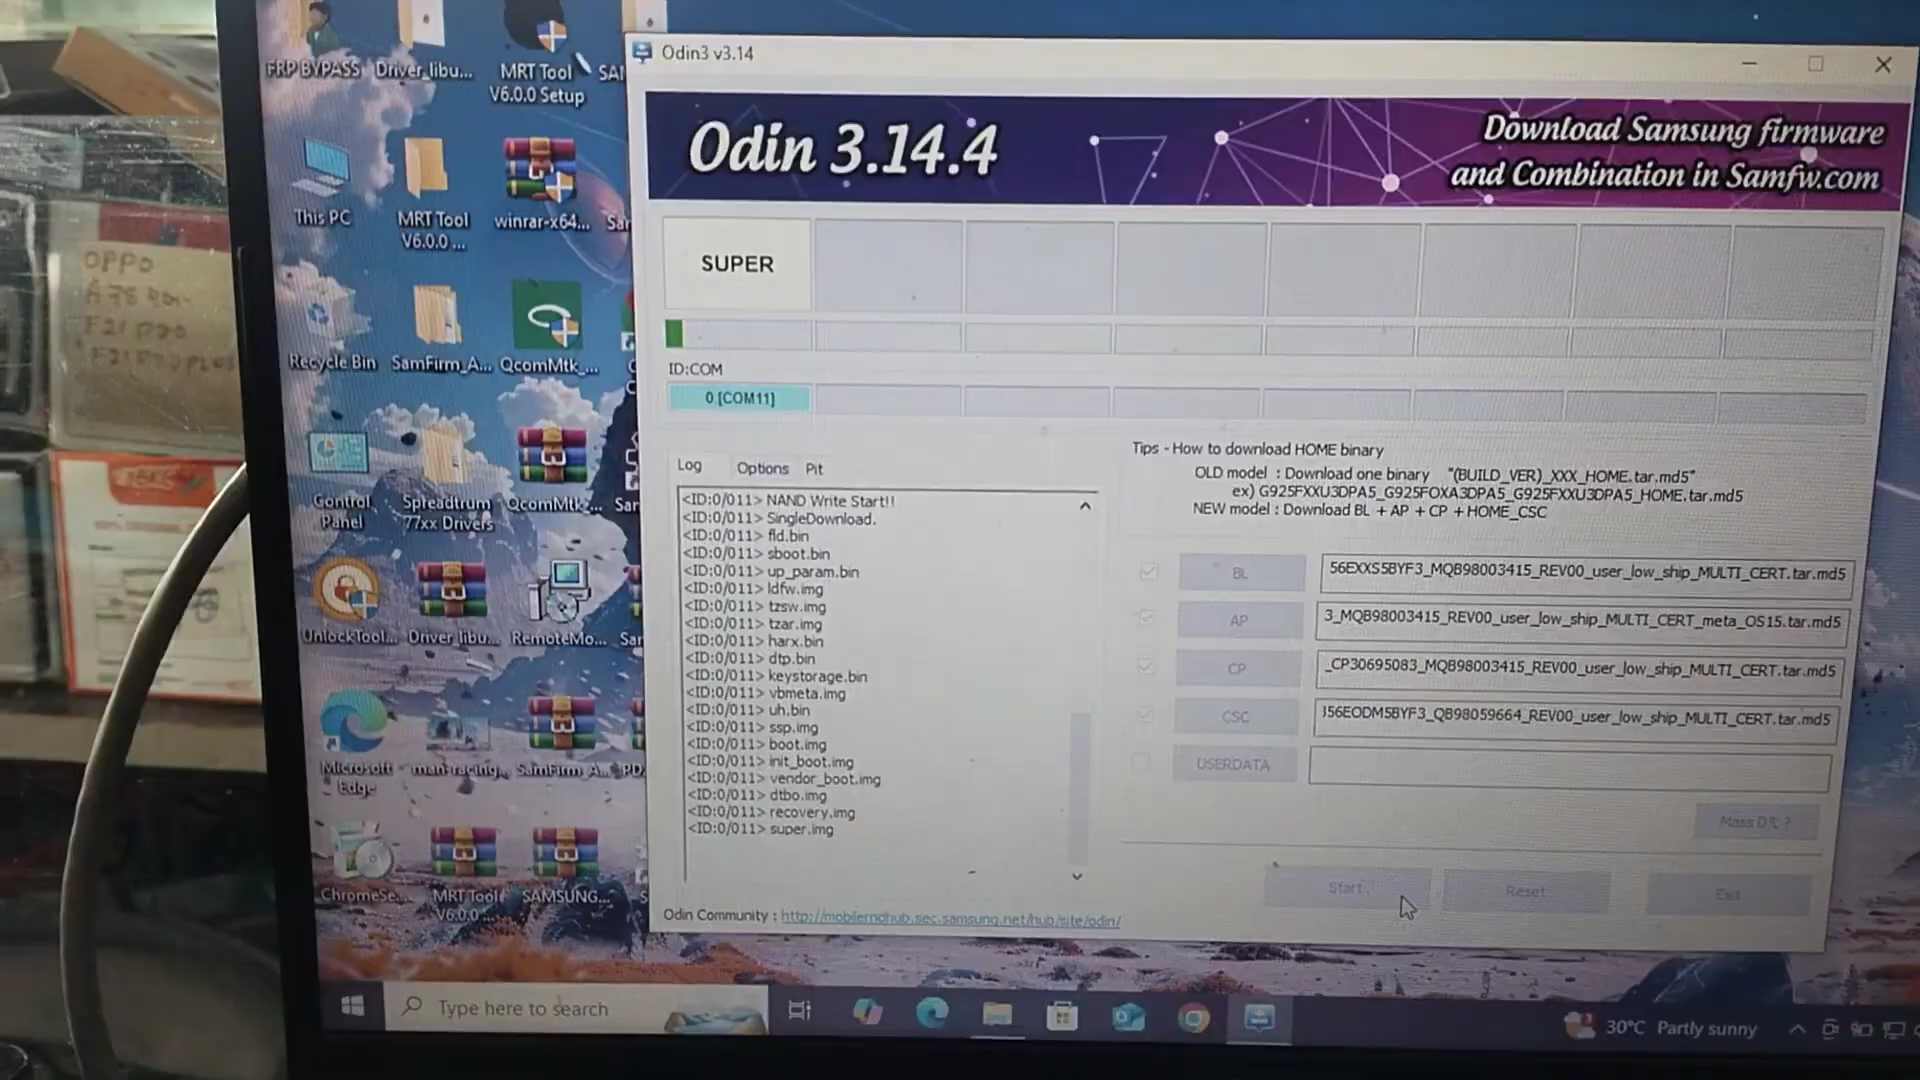 FRP BYPASS
Driver_libu...
MRT Tool
V6.0.0 Setup
This PC
MRT Tool
V6.0.0 ...
winrar-x64...
Recycle Bin
SamFirm_A...
QcomMtk_...
Control
Panel
Spreadtrum
77xx Drivers
QcomMtk_...
UnlockTool...
Driver_libu...
RemoteMo...
Microsoft
Edge
man-racing...
SamFirm_A...
ChromeSe...
MRT Tool
V6.0.0 ...
SAMSUNG...
OPPO
Odin3 v3.14
Odin 3.14.4
Download Samsung firmware
and Combination in Samfw.com
SUPER
ID:COM
0:[COM11]
Log
Options
Pit
<ID:0/011> NAND Write Start!!
<ID:0/011> SingleDownload.
<ID:0/011> fld.bin
<ID:0/011> sboot.bin
<ID:0/011> up_param.bin
<ID:0/011> ldfw.img
<ID:0/011> tzsw.img
<ID:0/011> tzar.img
<ID:0/011> harx.bin
<ID:0/011> dtp.bin
<ID:0/011> keystorage.bin
<ID:0/011> vbmeta.img
<ID:0/011> uh.bin
<ID:0/011> ssp.img
<ID:0/011> boot.img
<ID:0/011> init_boot.img
<ID:0/011> vendor_boot.img
<ID:0/011> dtbo.img
<ID:0/011> recovery.img
<ID:0/011> super.img
Tips - How to download HOME binary
OLD model : Download one binary "(BUILD_VER)_XXX_HOME.tar.md5"
ex) G925FXXU3DPA5_G925FOXA3DPA5_G925FXXU3DPA5_HOME.tar.md5
NEW model : Download BL + AP + CP + HOME_CSC
BL
56EXXS5BYF3_MQB98003415_REV00_user_low_ship_MULTI_CERT.tar.md5
AP
3_MQB98003415_REV00_user_low_ship_MULTI_CERT_meta_OS15.tar.md5
CP
_CP30695083_MQB98003415_REV00_user_low_ship_MULTI_CERT.tar.md5
CSC
356EODM5BYF3_QB98059664_REV00_user_low_ship_MULTI_CERT.tar.md5
USERDATA
Mass D/L ?
Start
Reset
Exit
Odin Community : http://mobilerndhub.sec.samsung.net/hub/site/odin/
Type here to search
30°C Partly sunny